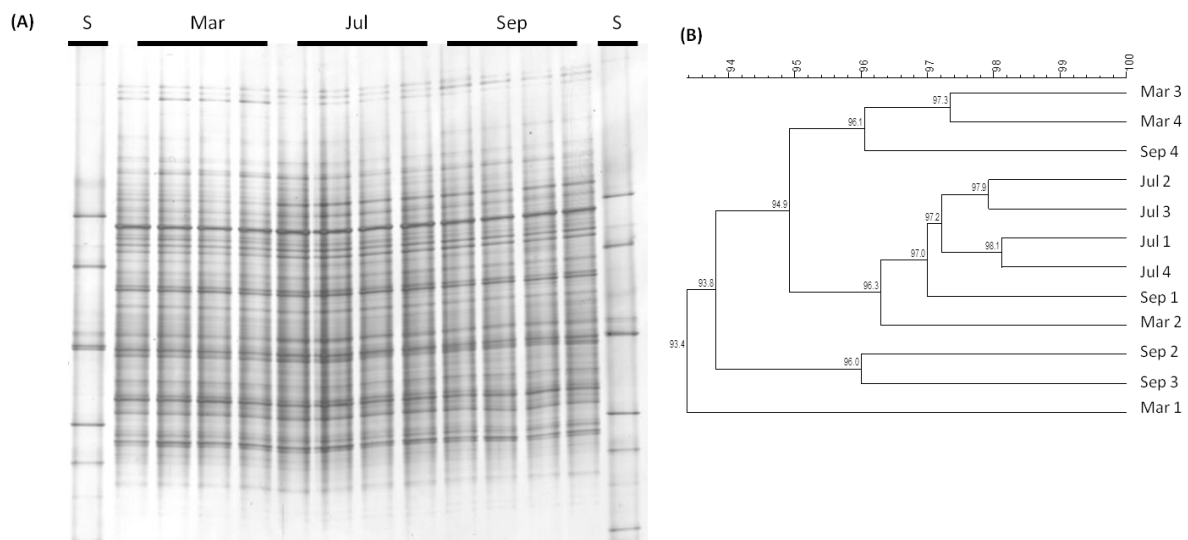 (A)
S Mar Jul Sep S
(B)
94 95 96 97 98 99 100
Mar 3
97.3
Mar 4
96.1
Sep 4
94.9
Jul 2
97.9
Jul 3
97.2
Jul 1
98.1
Jul 4
97.0
Sep 1
96.3
Mar 2
93.8
Sep 2
96.0
Sep 3
93.4
Mar 1